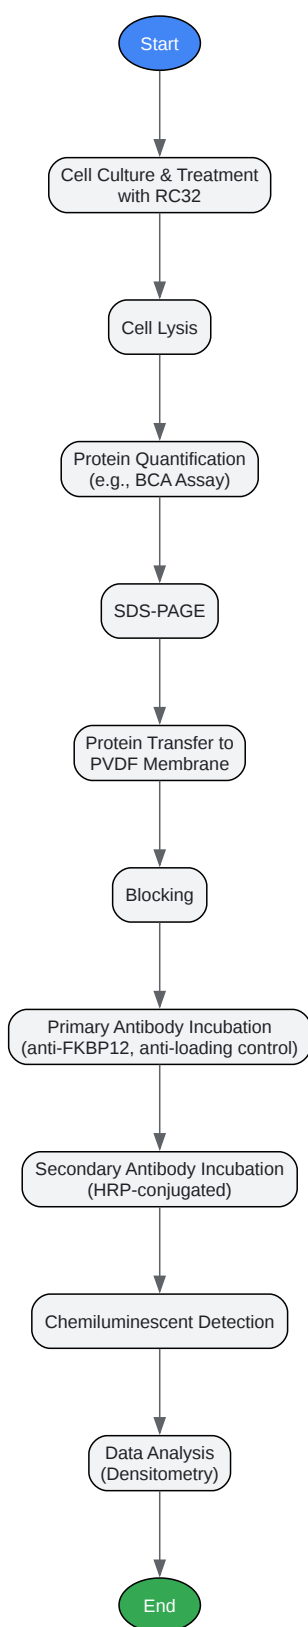 Start
Cell Culture & Treatment
with RC32
Cell Lysis
Protein Quantification
(e.g., BCA Assay)
SDS-PAGE
Protein Transfer to
PVDF Membrane
Blocking
Primary Antibody Incubation
(anti-FKBP12, anti-loading control)
Secondary Antibody Incubation
(HRP-conjugated)
Chemiluminescent Detection
Data Analysis
(Densitometry)
End